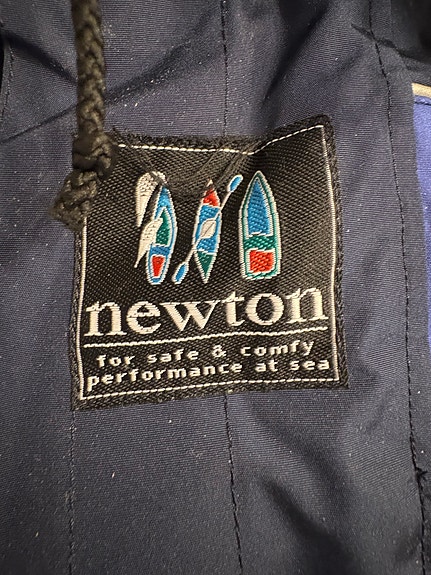 newton
for safe & comfy
performance at sea